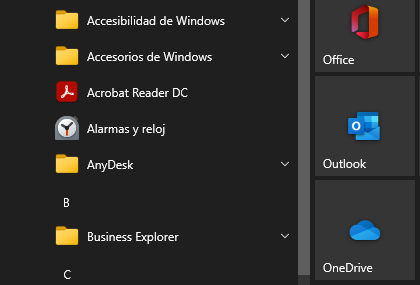 Accesibilidad de Windows
Accesorios de Windows
Acrobat Reader DC
Alarmas y reloj
AnyDesk
B
Business Explorer
C
Office
Outlook
OneDrive